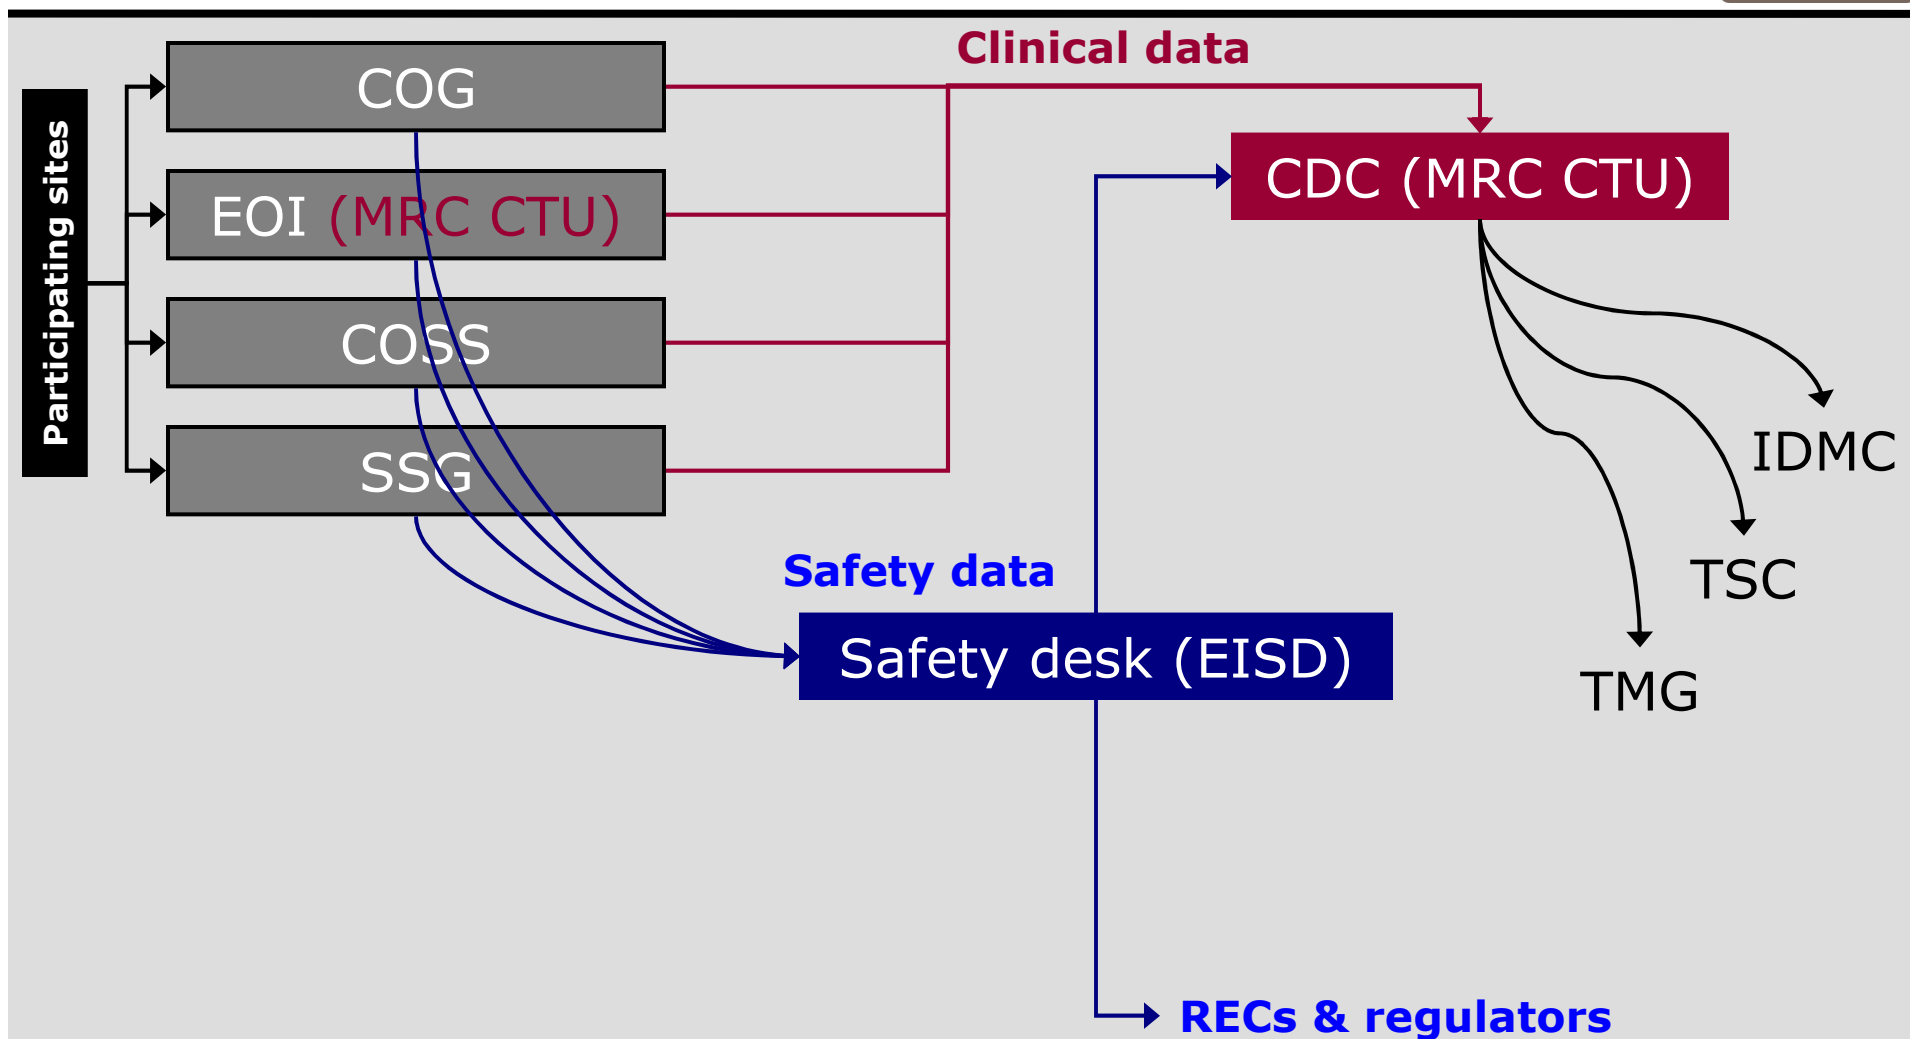 Participating sites
COG
EOI (MRC CTU)
COSS
SSG
Clinical data
CDC (MRC CTU)
IDMC
TSC
TMG
Safety data
Safety desk (EISD)
RECs & regulators